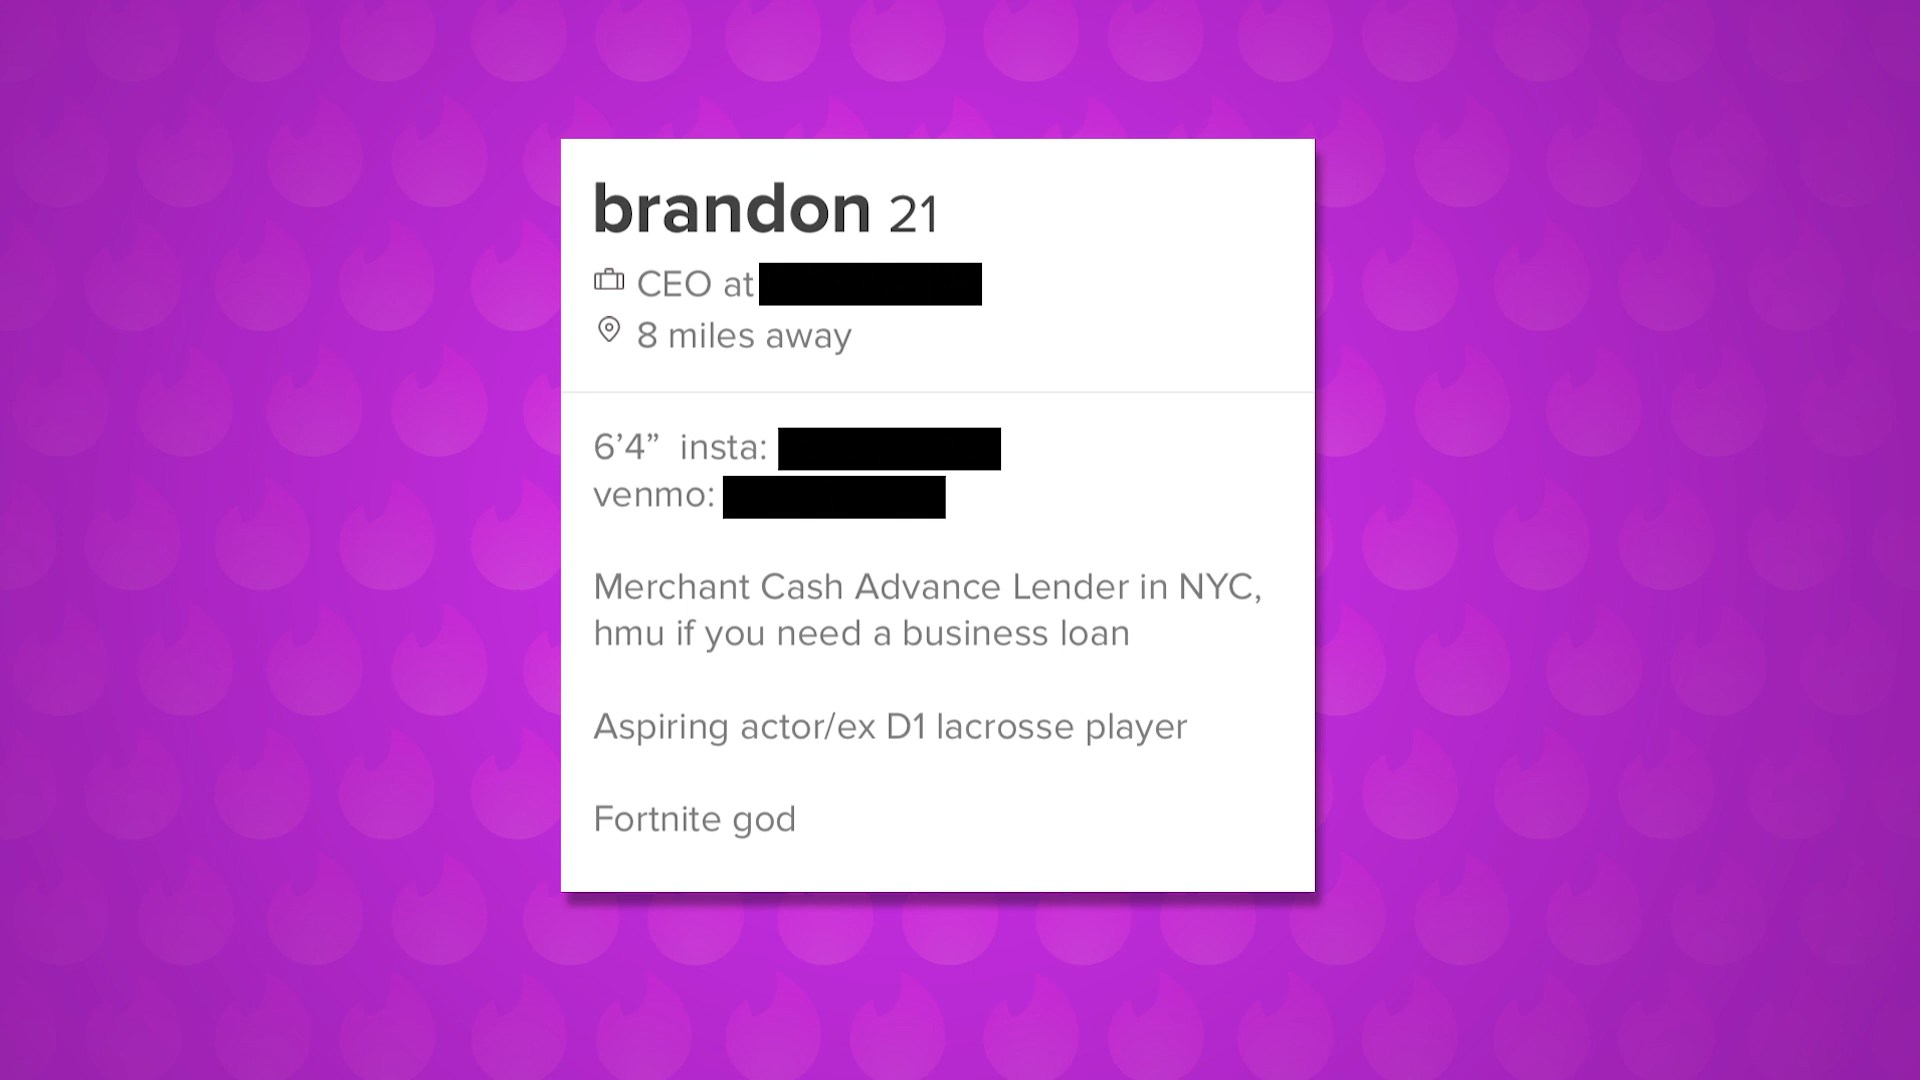 brandon 21
CEO at
8 miles away
6’4” insta:
venmo:
Merchant Cash Advance Lender in NYC,
hmu if you need a business loan
Aspiring actor/ex D1 lacrosse player
Fortnite god